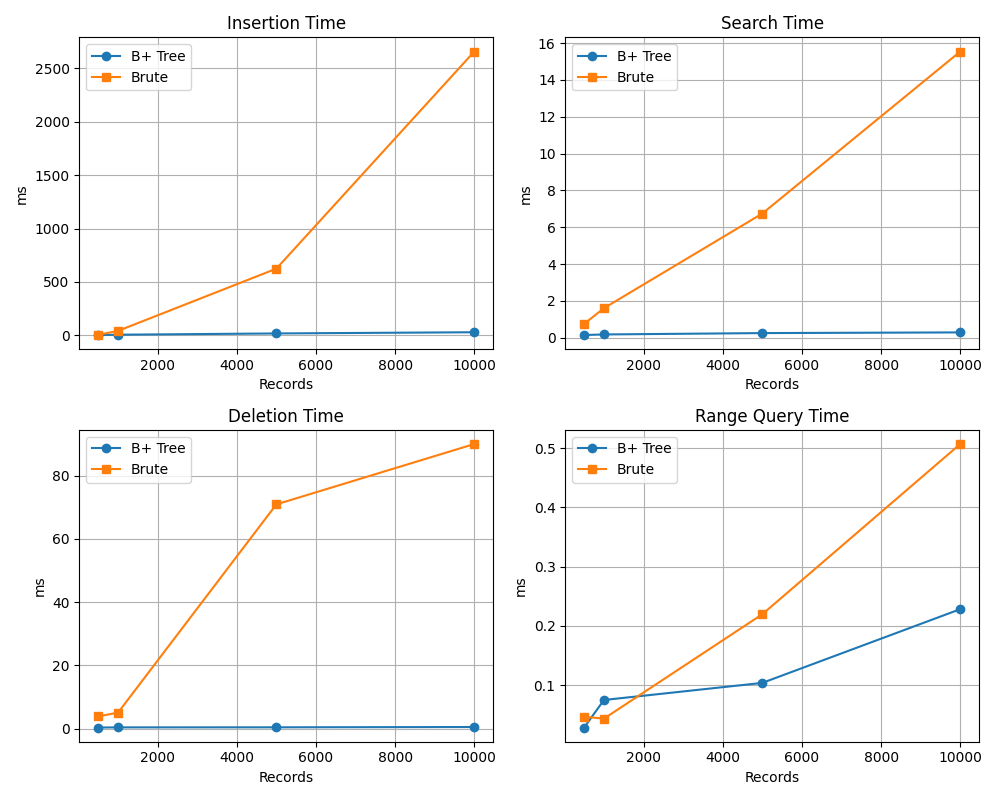 Insertion Time
B+ Tree
Brute
2500
2000
1500
1000
500
0
ms
2000 4000 6000 8000 10000
Records
Search Time
B+ Tree
Brute
16
14
12
10
8
6
4
2
0
ms
2000 4000 6000 8000 10000
Records
Deletion Time
B+ Tree
Brute
80
60
40
20
0
ms
2000 4000 6000 8000 10000
Records
Range Query Time
B+ Tree
Brute
0.5
0.4
0.3
0.2
0.1
ms
2000 4000 6000 8000 10000
Records